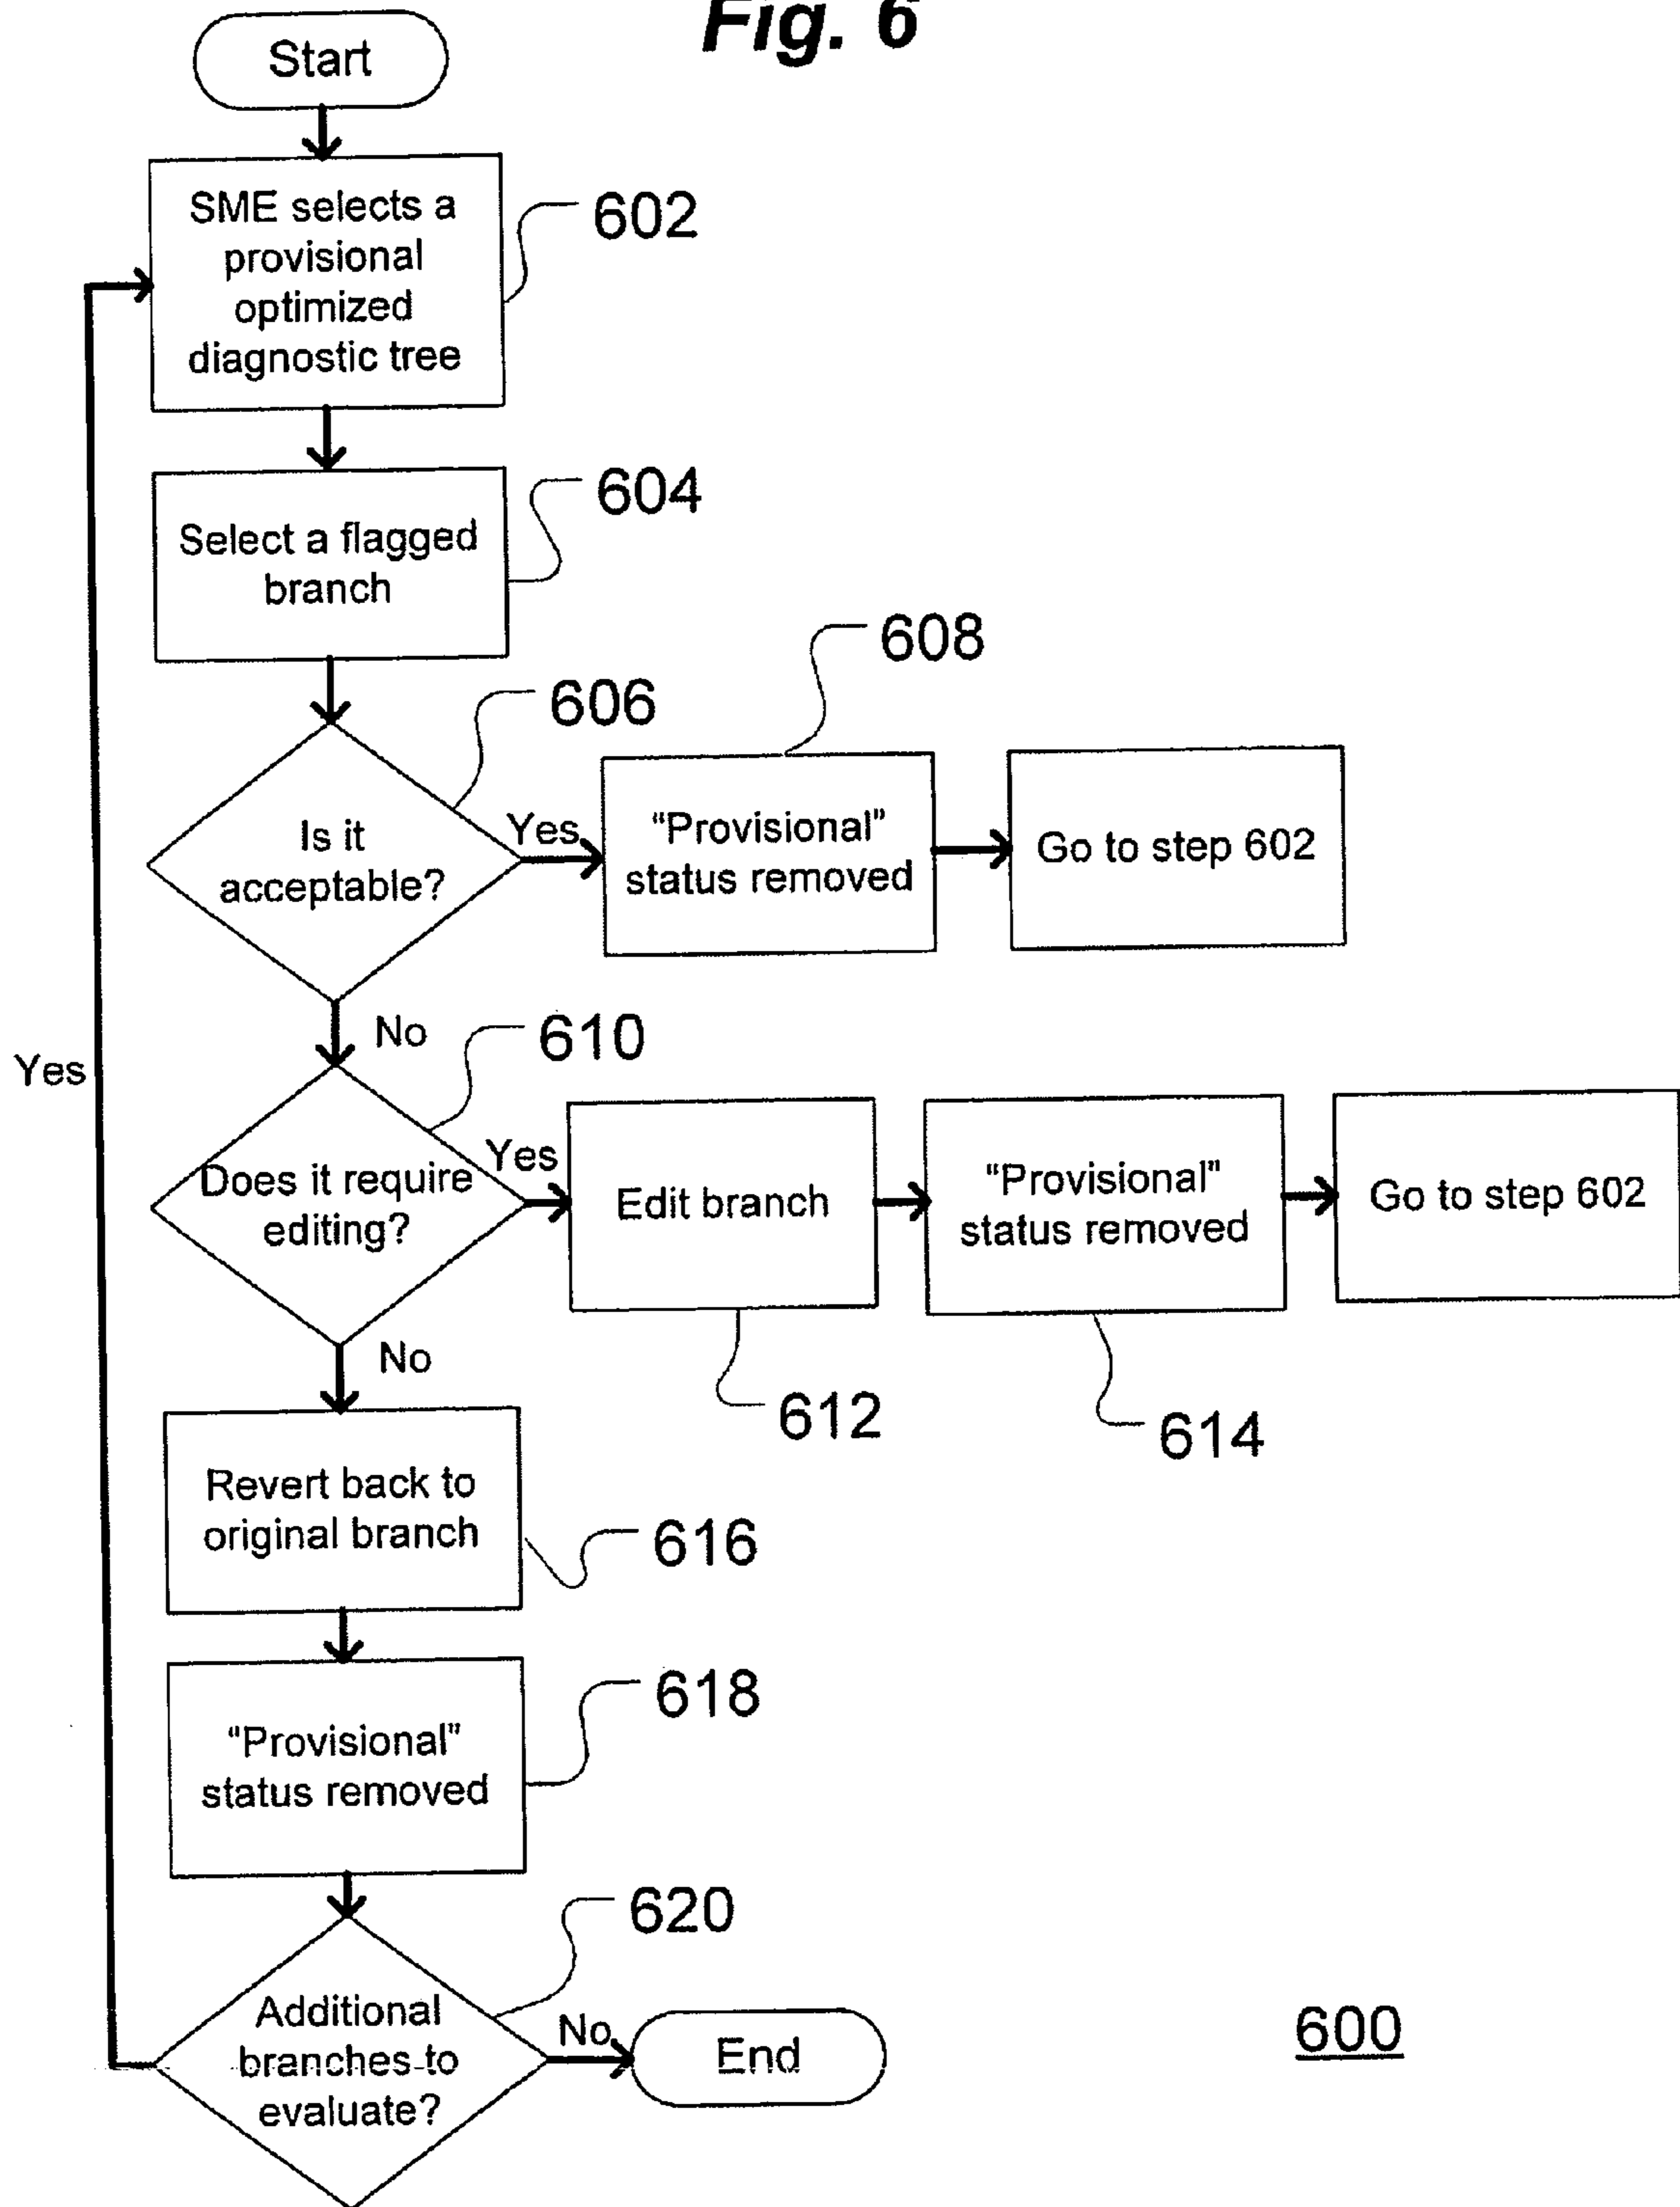 Fig. 6
Start
SME selects a
provisional
optimized
diagnostic tree
602
Select a flagged
branch
604
606
608
Is it
acceptable?
Yes
“Provisional”
status removed
Go to step 602
No
610
Yes
Does it require
editing?
Yes
Edit branch
“Provisional”
status removed
Go to step 602
No
612
614
Revert back to
original branch
616
“Provisional”
status removed
618
620
Additional
branches to
evaluate?
No
End
600